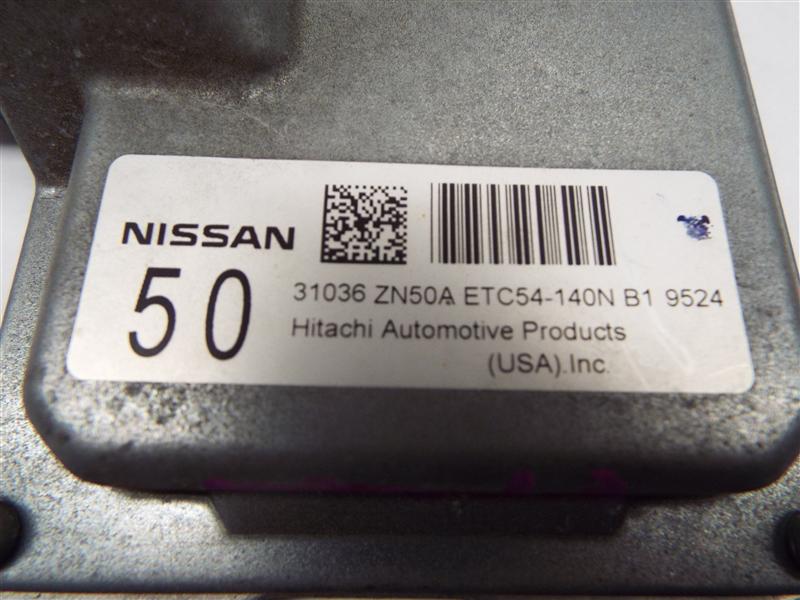 NISSAN
50
31036 ZN50A ETC54-140N B1 9524
Hitachi Automotive Products
(USA).Inc.